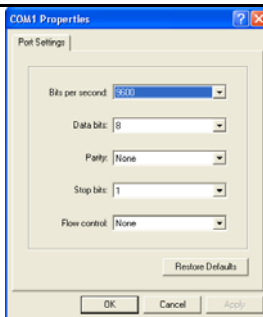 COM1 Properties
Port Settings
Bits per second: 9600
Data bits: 8
Parity: None
Stop bits: 1
Flow control: None
Restore Defaults
OK Cancel Apply